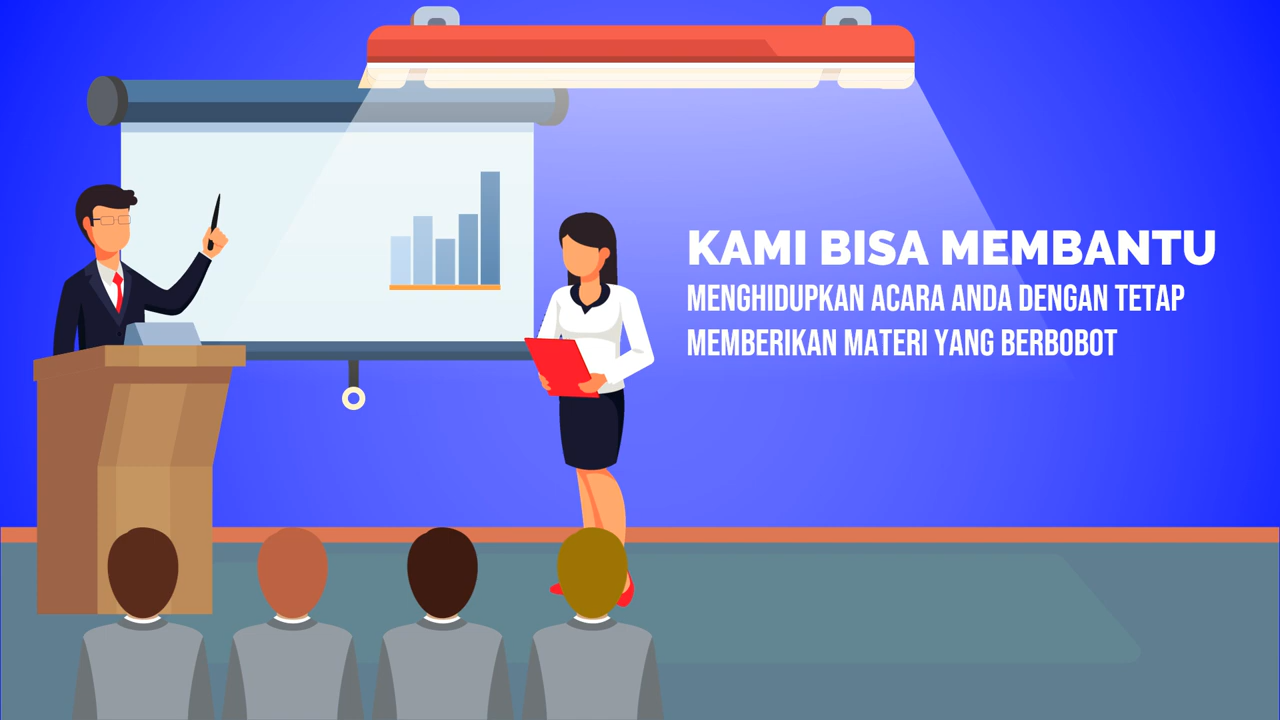 KAMI BISA MEMBANTU
MENGHIDUPKAN ACARA ANDA DENGAN TETAP
MEMBERIKAN MATERI YANG BERBOBOT